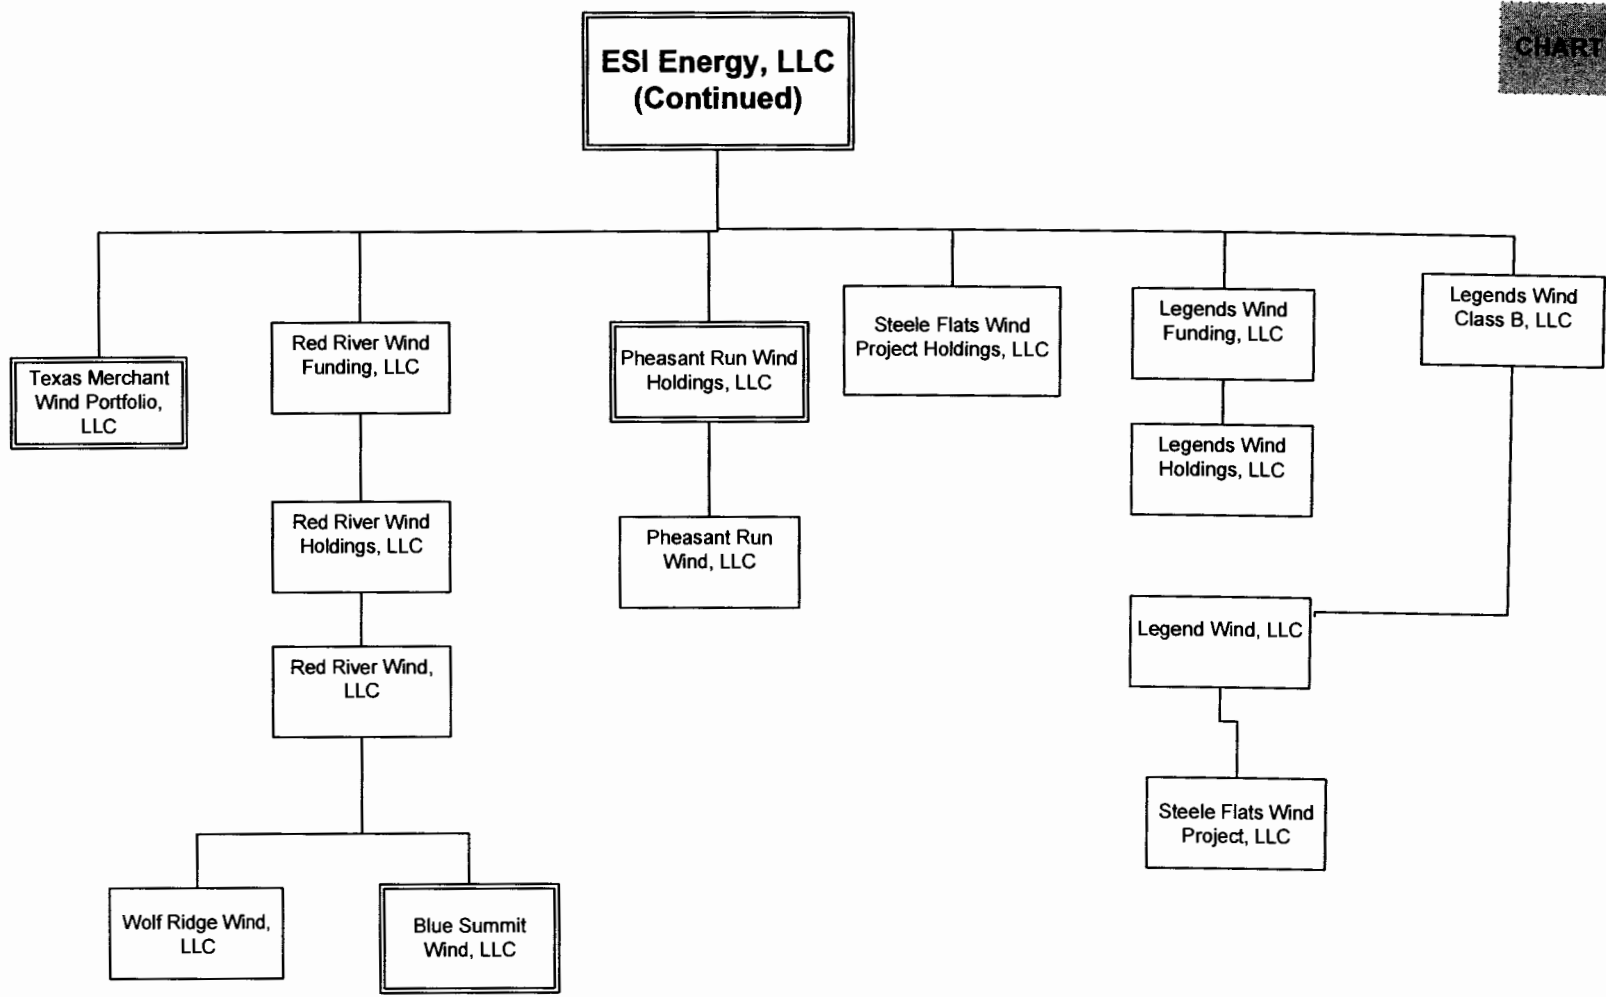 ESI Energy, LLC
(Continued)
CHART
Texas Merchant
Wind Portfolio,
LLC
Red River Wind
Funding, LLC
Pheasant Run Wind
Holdings, LLC
Steele Flats Wind
Project Holdings, LLC
Legends Wind
Funding, LLC
Legends Wind
Class B, LLC
Legends Wind
Holdings, LLC
Red River Wind
Holdings, LLC
Pheasant Run
Wind, LLC
Legend Wind, LLC
Red River Wind,
LLC
Steele Flats Wind
Project, LLC
Wolf Ridge Wind,
LLC
Blue Summit
Wind, LLC